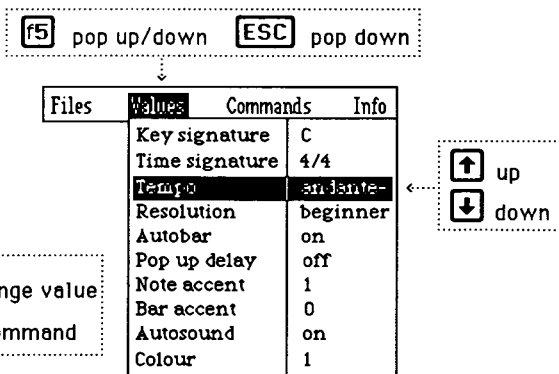 f5 pop up/down ESC pop down
Files Values Commands Info
Key signature C
Time signature 4/4
Tempo andante-
Resolution beginner
Autobar on
Pop up delay off
Note accent 1
Bar accent 0
Autosound on
Colour 1
↑ up
↓ down
nge value
mmand